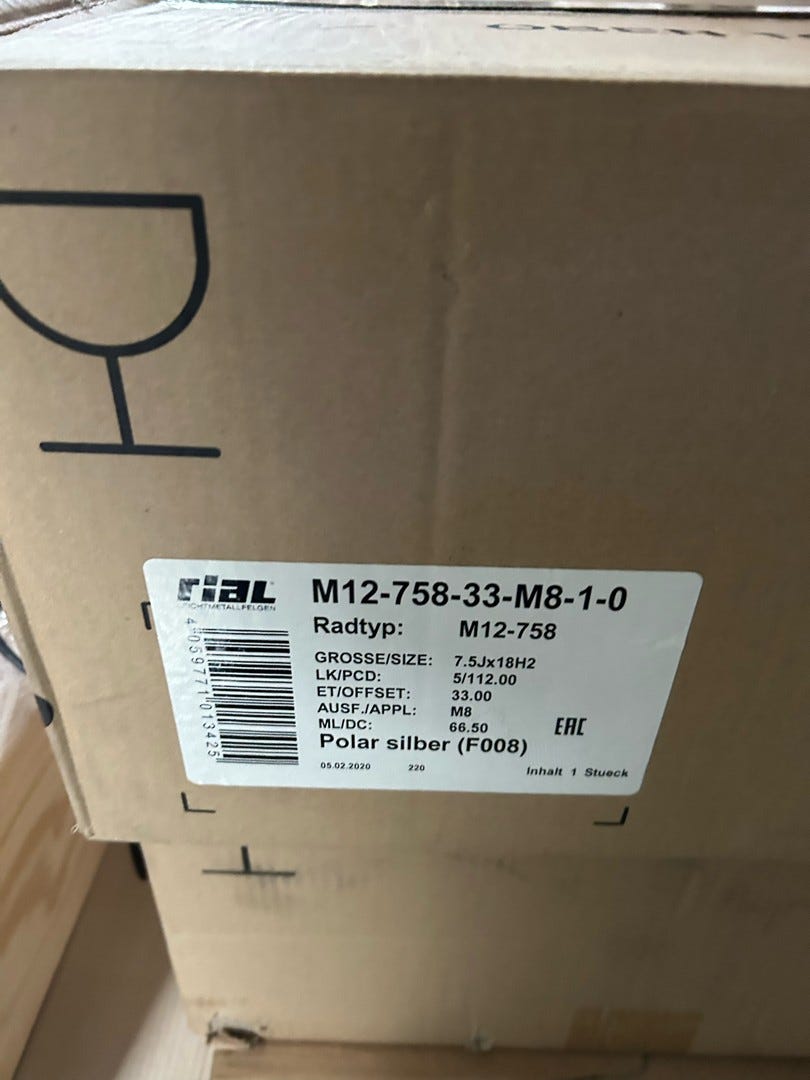 rial
LEICHTMETALLFELGEN
M12-758-33-M8-1-0
Radtyp: M12-758
GROSSE/SIZE: 7.5Jx18H2
LK/PCD: 5/112.00
ET/OFFSET: 33.00
AUSF./APPL: M8
ML/DC: 66.50
EAC
Polar silber (F008)
05.02.2020 220
Inhalt 1 Stueck
4059771013425